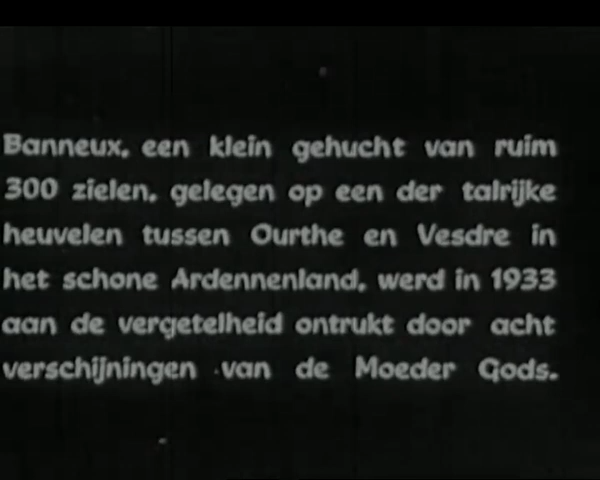 Banneux, een klein gehucht van ruim
300 zielen, gelegen op een der talrijke
heuvelen tussen Ourthe en Vesdre in
het schone Ardennenland, werd in 1933
aan de vergetelheid ontrukt door acht
verschijningen van de Moeder Gods.